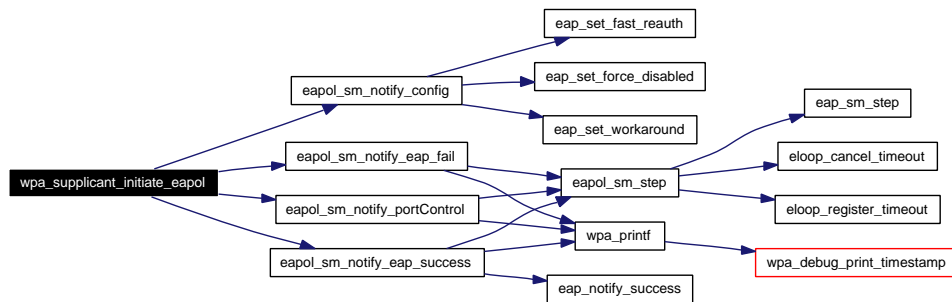 eap_set_fast_reauth
eapol_sm_notify_config
eap_set_force_disabled
eap_sm_step
eap_set_workaround
eapol_sm_notify_eap_fail
eloop_cancel_timeout
wpa_supplicant_initiate_eapol
eapol_sm_step
eapol_sm_notify_portControl
eloop_register_timeout
wpa_printf
eapol_sm_notify_eap_success
wpa_debug_print_timestamp
eap_notify_success